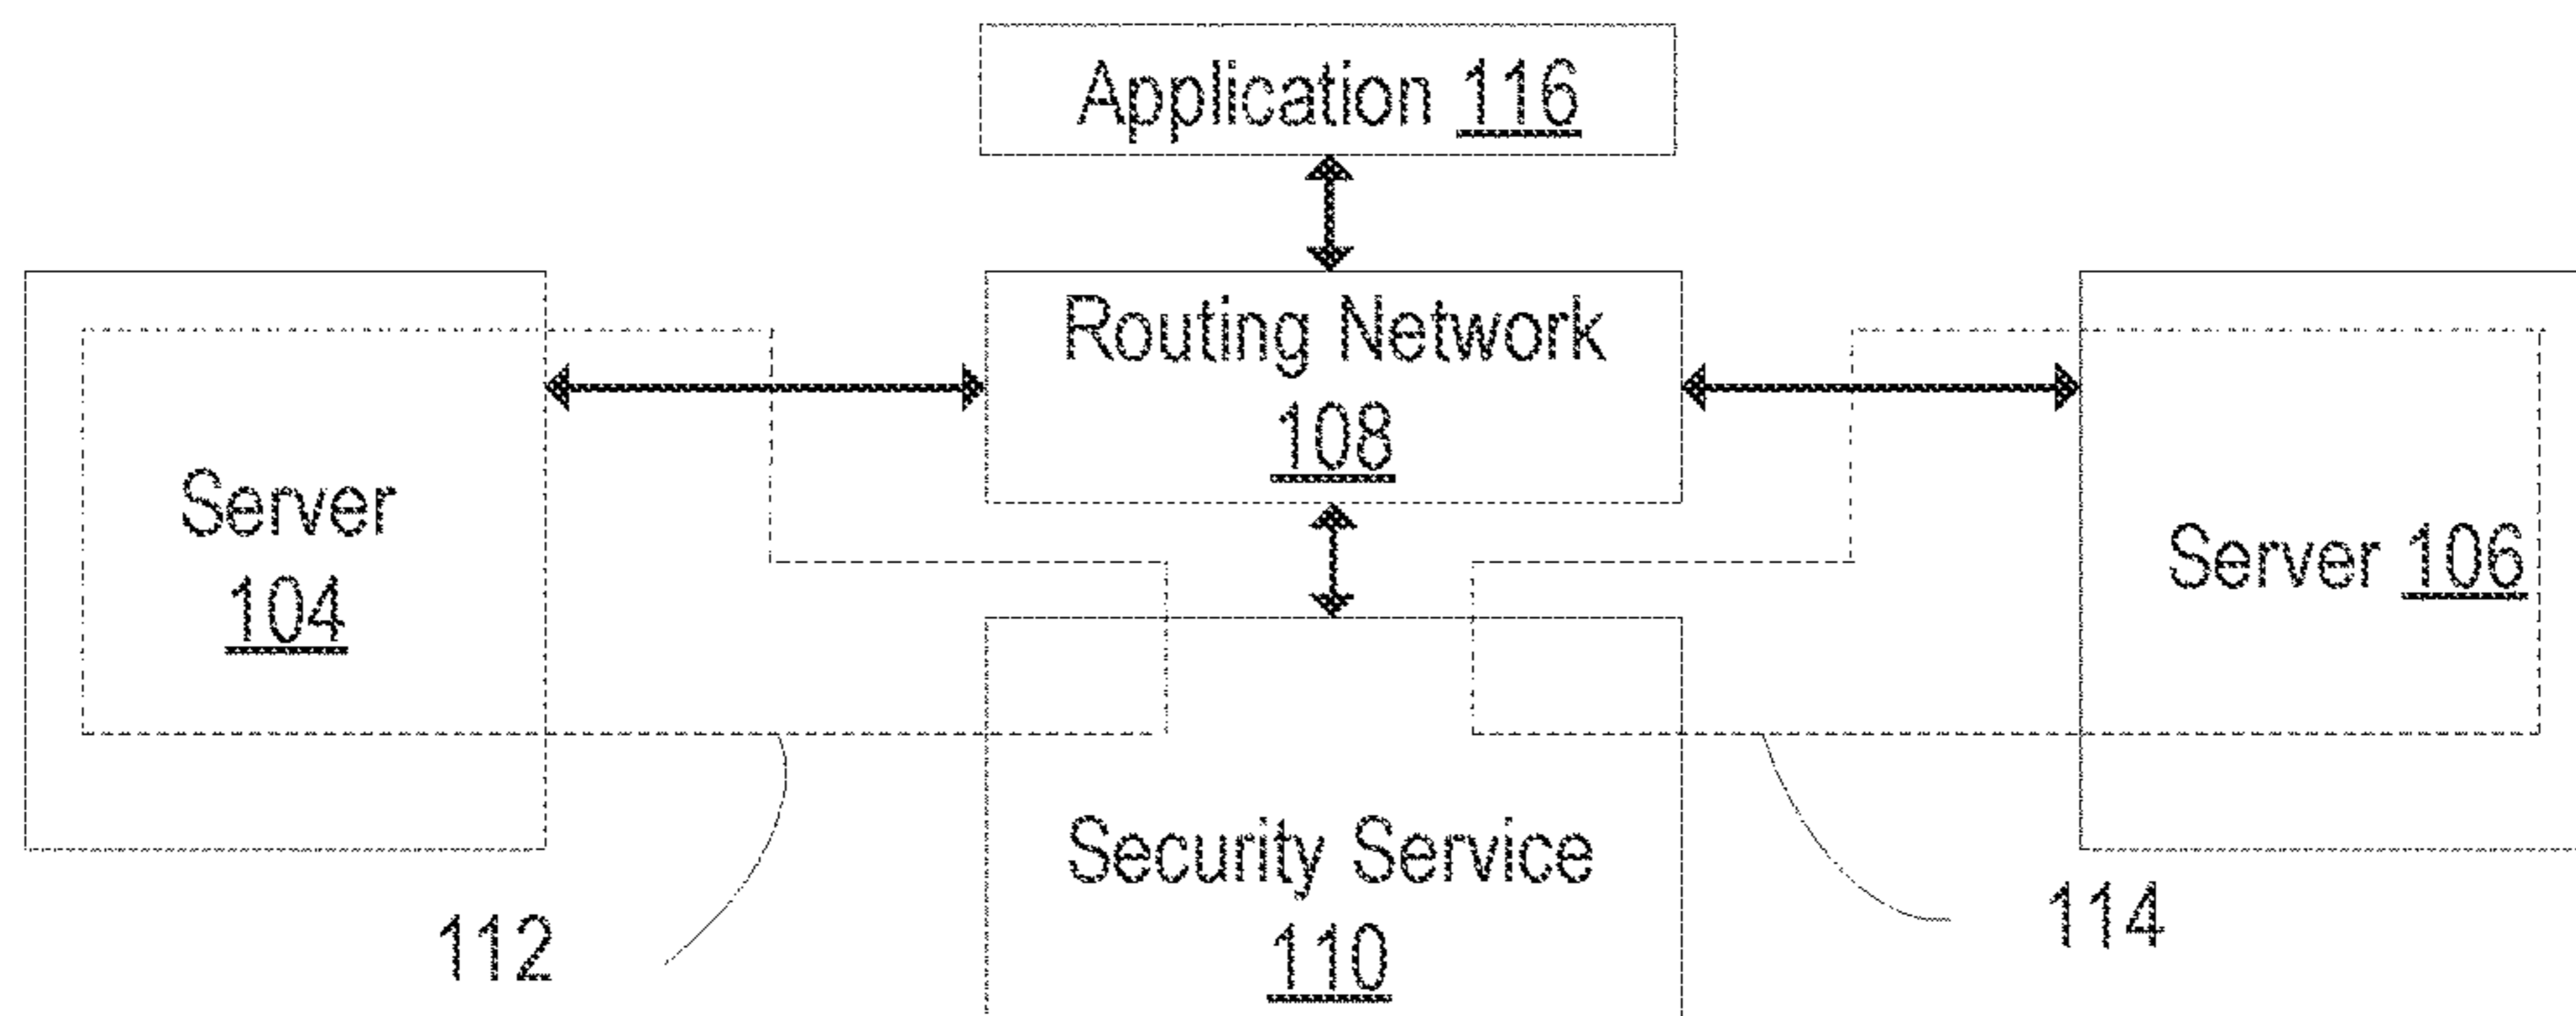 Application 116
Routing Network
108
Server
104
Server 106
Security Service
110
112
114